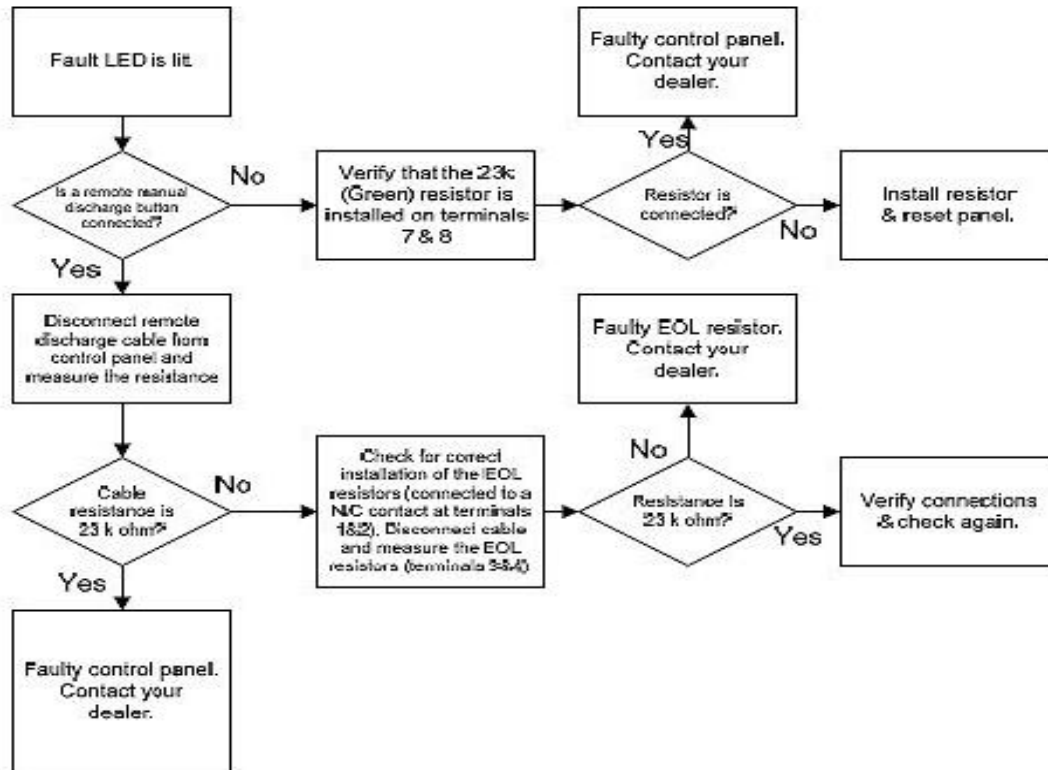 Fault LED is lit.
Is a remote manual
discharge button
connected?
No
Verify that the 23k
(Green) resistor is
installed on terminals
7 & 8
Resistor is
connected?
Yes
Faulty control panel.
Contact your
dealer.
No
Install resistor
& reset panel.
Yes
Disconnect remote
discharge cable from
control panel and
measure the resistance
Cable
resistance is
23 k ohm?
No
Check for correct
installation of the EOL
resistors (connected to a
N/C contact at terminals
1&2). Disconnect cable
and measure the EOL
resistors (terminals 3&4)
Resistance is
23 k ohm?
No
Faulty EOL resistor.
Contact your
dealer.
Yes
Verify connections
& check again.
Yes
Faulty control panel.
Contact your
dealer.